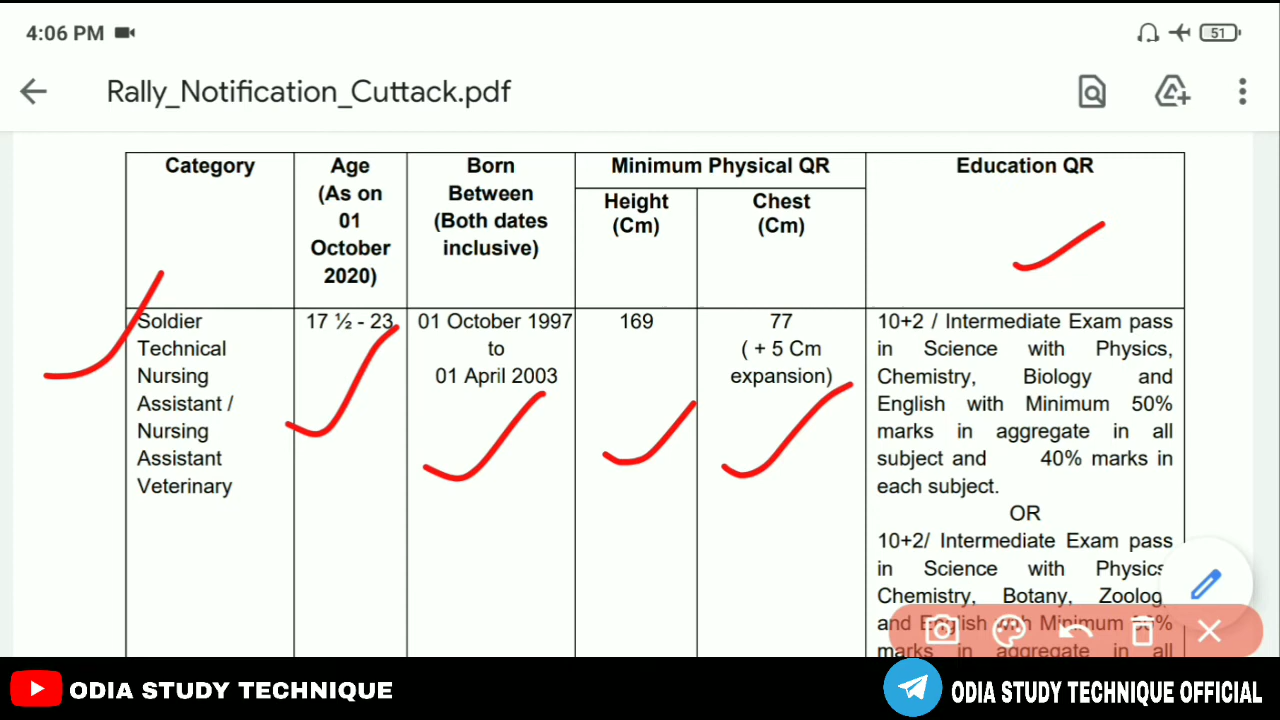 4:06 PM
51
Rally_Notification_Cuttack.pdf
Category
Age
(As on
01
October
2020)
Born
Between
(Both dates
inclusive)
Minimum Physical QR
Height
(Cm)
Chest
(Cm)
Education QR
Soldier
Technical
Nursing
Assistant /
Nursing
Assistant
Veterinary
17 ½ - 23
01 October 1997
to
01 April 2003
169
77
( + 5 Cm
expansion)
10+2 / Intermediate Exam pass
in Science with Physics,
Chemistry, Biology and
English with Minimum 50%
marks in aggregate in all
subject and 40% marks in
each subject.
OR
10+2/ Intermediate Exam pass
in Science with Physics
Chemistry, Botany, Zoolog
and English with Minimum
marks in aggregate in all
ODIA STUDY TECHNIQUE
ODIA STUDY TECHNIQUE OFFICIAL